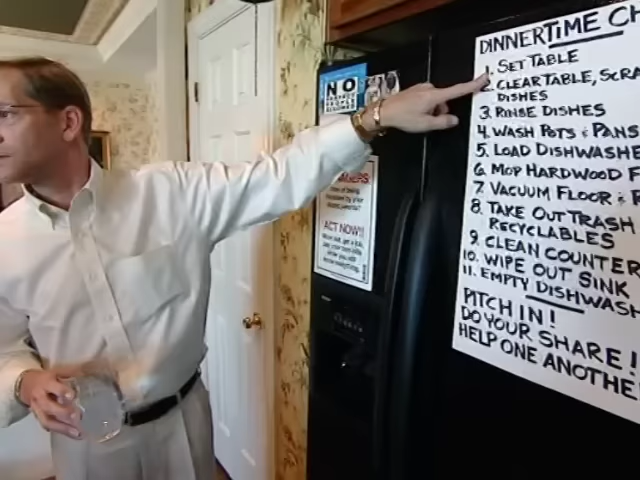 DINNERTIME CH
1. SET TABLE
2. CLEAR TABLE, SCRA
DISHES
3. RINSE DISHES
4. WASH POTS & PANS
5. LOAD DISHWASHE
6. MOP HARDWOOD F
7. VACUUM FLOOR & R
8. TAKE OUT TRASH
RECYCLABLES
9. CLEAN COUNTER
10. WIPE OUT SINK
11. EMPTY DISHWASH
PITCH IN!
DO YOUR SHARE!
HELP ONE ANOTHE
NO
ACT NOW!!